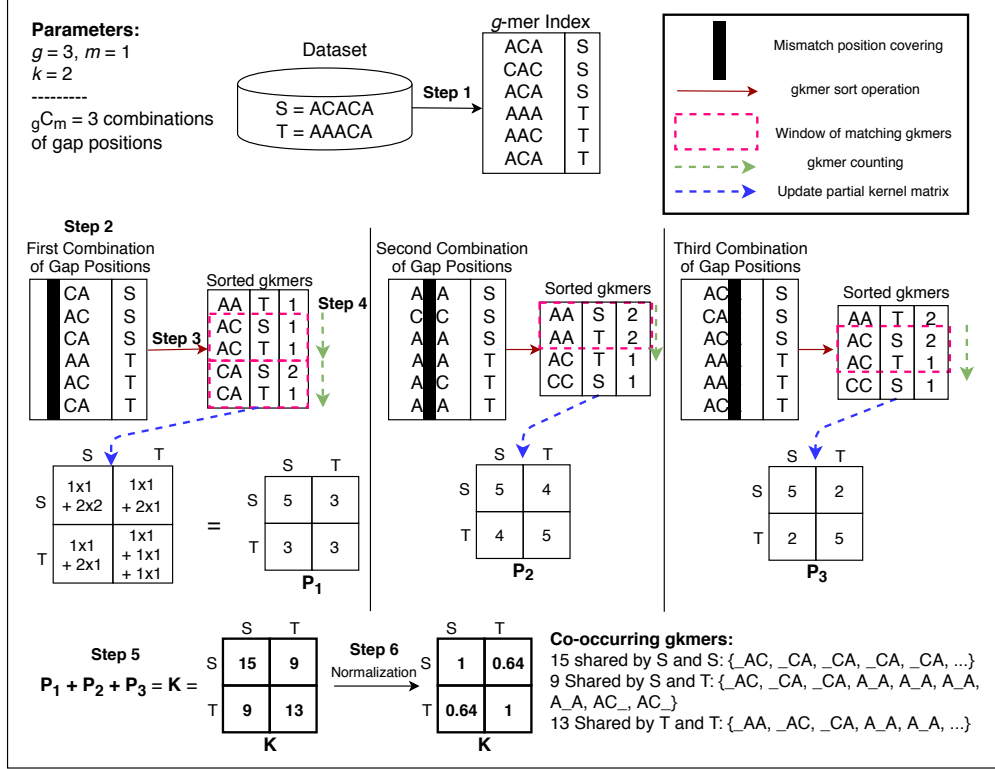 Parameters:
g = 3, m = 1
k = 2
---------
gCm = 3 combinations
of gap positions
Dataset
S = ACACA
T = AAACA
Step 1
g-mer Index
ACA S
CAC S
ACA S
AAA T
AAC T
ACA T
Mismatch position covering
gkmer sort operation
Window of matching gkmers
gkmer counting
Update partial kernel matrix
Step 2
First Combination
of Gap Positions
CA S
AC S
CA S
AA T
AC T
CA T
Step 3
Sorted gkmers
AA T 1
AC S 1
AC T 1
CA S 2
CA T 1
Step 4
S T
S 1x1 + 2x2 1x1 + 2x1
T 1x1 + 2x1 1x1 + 1x1 + 1x1
=
S T
S 5 3
T 3 3
P1
Second Combination
of Gap Positions
A A S
C C S
A A S
A A T
A C T
A A T
Sorted gkmers
AA S 2
AA T 2
AC T 1
CC S 1
S T
S 5 4
T 4 5
P2
Third Combination
of Gap Positions
AC S
CA S
AC S
AA T
AA T
AC T
Sorted gkmers
AA T 2
AC S 2
AC T 1
CC S 1
S T
S 5 2
T 2 5
P3
Step 5
P1 + P2 + P3 = K =
S T
S 15 9
T 9 13
K
Step 6
Normalization
S T
S 1 0.64
T 0.64 1
K
Co-occurring gkmers:
15 shared by S and S: {_AC, _CA, _CA, _CA, _CA, ...}
9 Shared by S and T: {_AC, _CA, _CA, A_A, A_A, A_A,
A_A, AC_, AC_}
13 Shared by T and T: {_AA, _AC, _CA, A_A, A_A, ...}